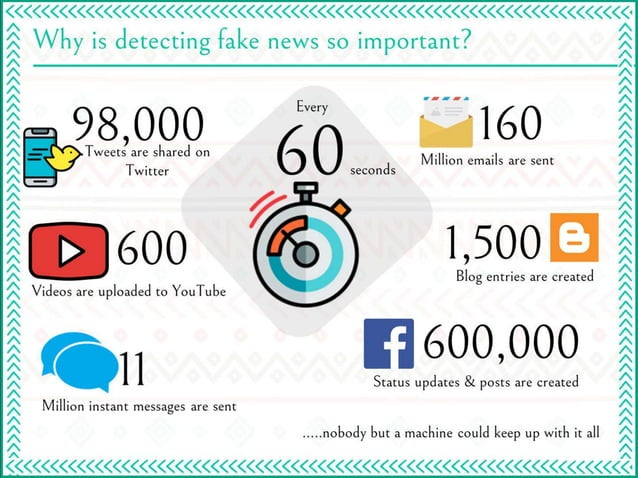 Why is detecting fake news so important?
98,000
Tweets are shared on
Twitter
Every
60
seconds
160
Million emails are sent
600
Videos are uploaded to YouTube
1,500
Blog entries are created
11
Million instant messages are sent
600,000
Status updates & posts are created
.....nobody but a machine could keep up with it all